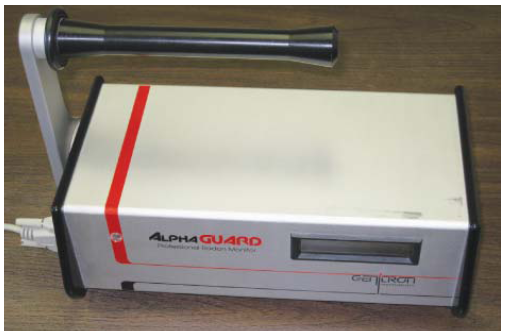 ALPHAGUARD
Professional Radon Monitor
GENITRON